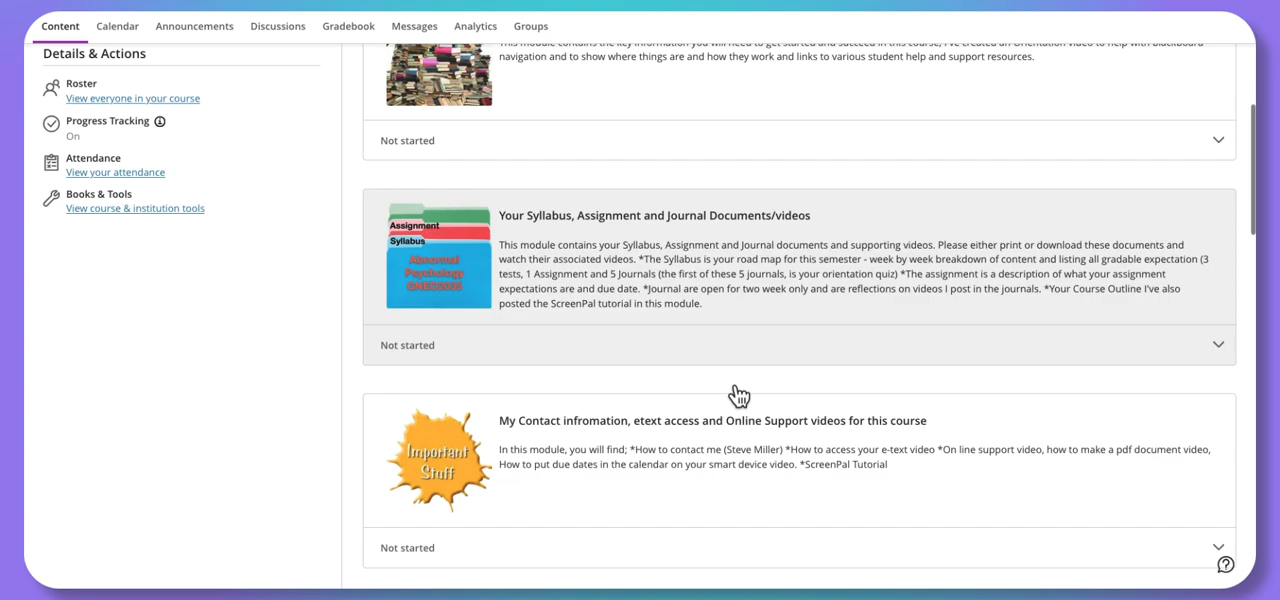 Content Calendar Announcements Discussions Gradebook Messages Analytics Groups
Details & Actions
Roster
View everyone in your course
Progress Tracking
On
Attendance
View your attendance
Books & Tools
View course & institution tools
This module contains the key information you will need to get started and succeed in this course, I've created an Orientation video to help with blackboard
navigation and to show where things are and how they work and links to various student help and support resources.
Not started
Assignment
Syllabus
Abnormal
Psychology
GNED2035
Your Syllabus, Assignment and Journal Documents/videos
This module contains your Syllabus, Assignment and Journal documents and supporting videos. Please either print or download these documents and
watch their associated videos. *The Syllabus is your road map for this semester - week by week breakdown of content and listing all gradable expectation (3
tests, 1 Assignment and 5 Journals (the first of these 5 journals, is your orientation quiz) *The assignment is a description of what your assignment
expectations are and due date. *Journal are open for two week only and are reflections on videos I post in the journals. *Your Course Outline I've also
posted the ScreenPal tutorial in this module.
Not started
Important
Stuff
My Contact infromation, etext access and Online Support videos for this course
In this module, you will find; *How to contact me (Steve Miller) *How to access your e-text video *On line support video, how to make a pdf document video,
How to put due dates in the calendar on your smart device video. *ScreenPal Tutorial
Not started